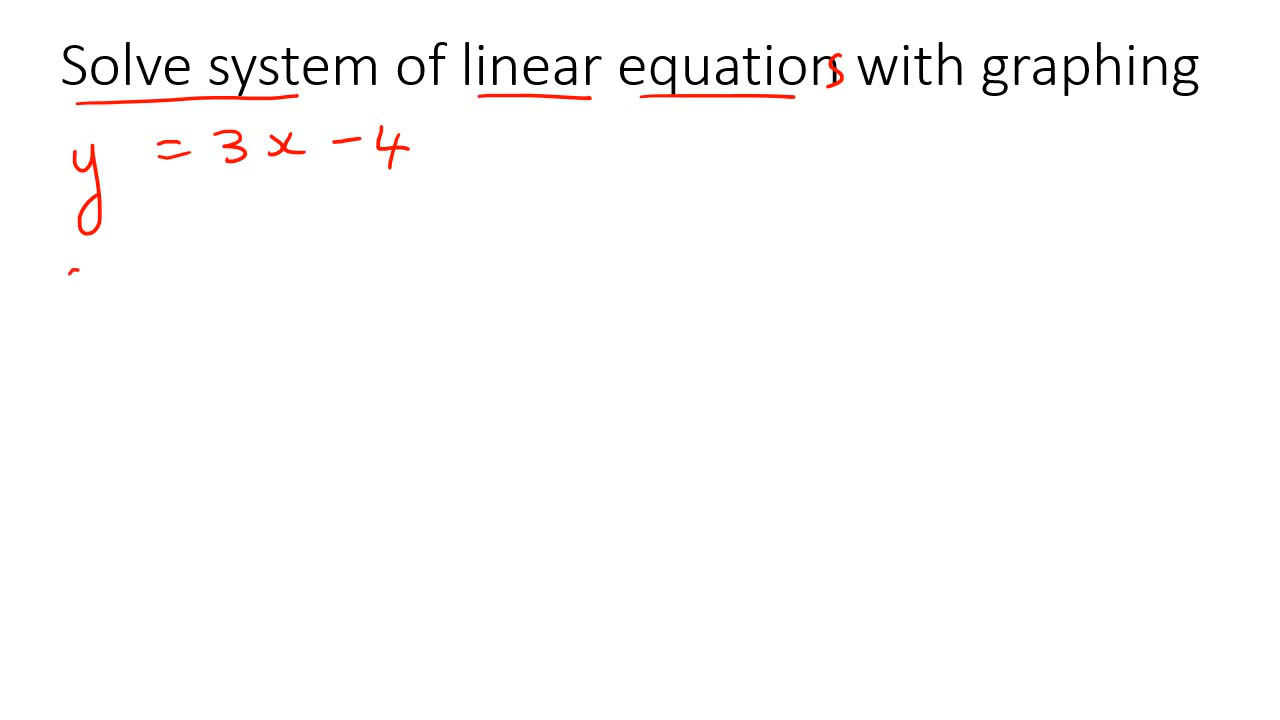 Solve system of linear equations with graphing
y = 3x - 4